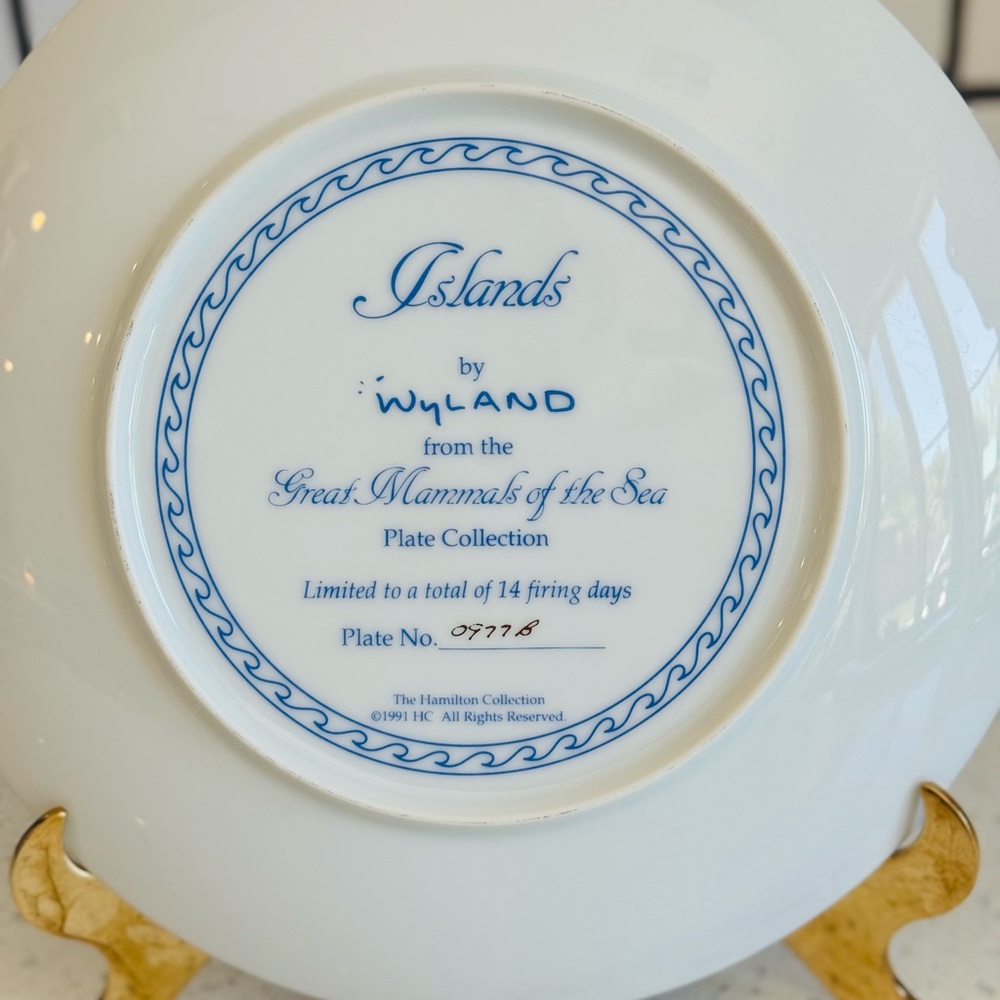 Islands
by
WyLAND
from the
Great Mammals of the Sea
Plate Collection
Limited to a total of 14 firing days
Plate No. 0977B
The Hamilton Collection
©1991 HC All Rights Reserved.